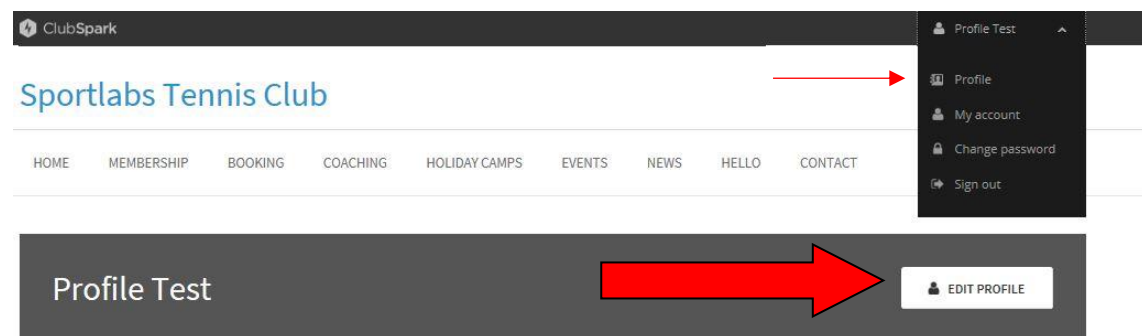 ClubSpark
Profile Test
Profile
My account
Change password
Sign out
Sportlabs Tennis Club
HOME MEMBERSHIP BOOKING COACHING HOLIDAY CAMPS EVENTS NEWS HELLO CONTACT
Profile Test
EDIT PROFILE